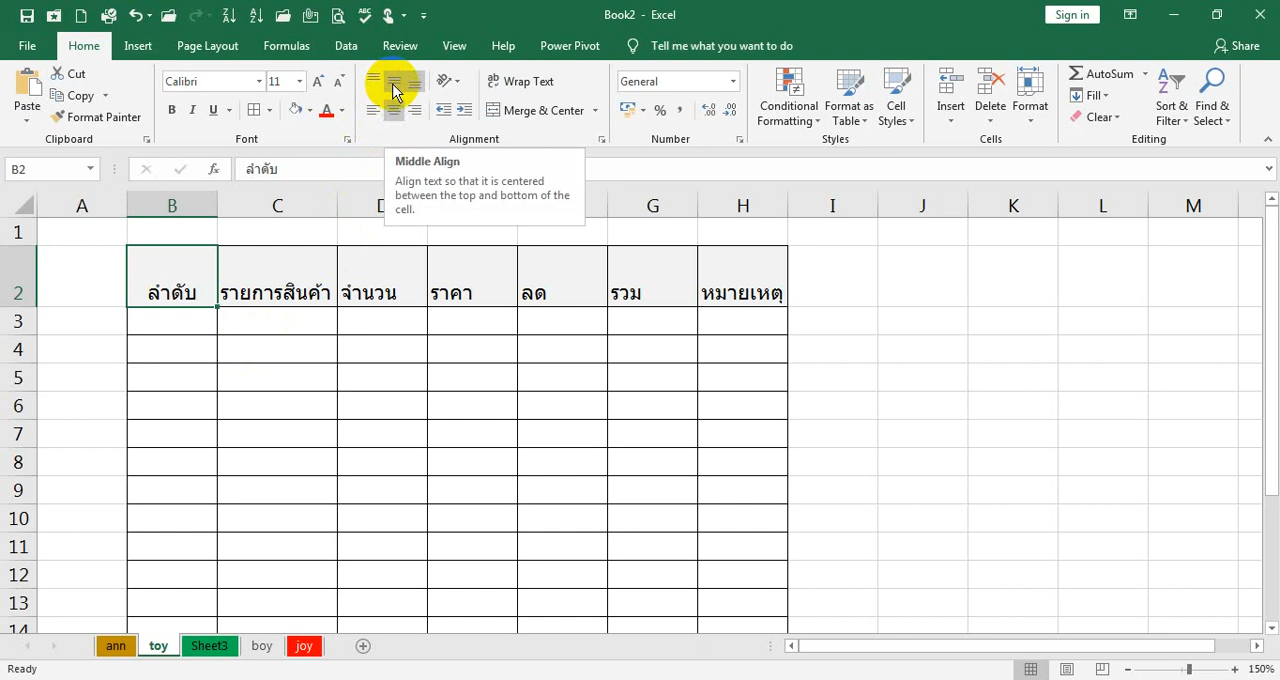 Book2 - Excel
Sign in
File Home Insert Page Layout Formulas Data Review View Help Power Pivot Tell me what you want to do Share
Paste Cut Copy Format Painter
Calibri 11
B I U A
Wrap Text Merge & Center
General
% ,
Conditional Formatting Format as Table Cell Styles
Insert Delete Format
AutoSum Fill Clear
Sort & Filter Find & Select
Clipboard Font Alignment Number Styles Cells Editing
B2 fx ลำดับ
Middle Align
Align text so that it is centered
between the top and bottom of the
cell.
A B C D G H I J K L M
1
2 ลำดับ รายการสินค้า จำนวน ราคา ลด รวม หมายเหตุ
3
4
5
6
7
8
9
10
11
12
13
14
ann toy Sheet3 boy joy
Ready 150%